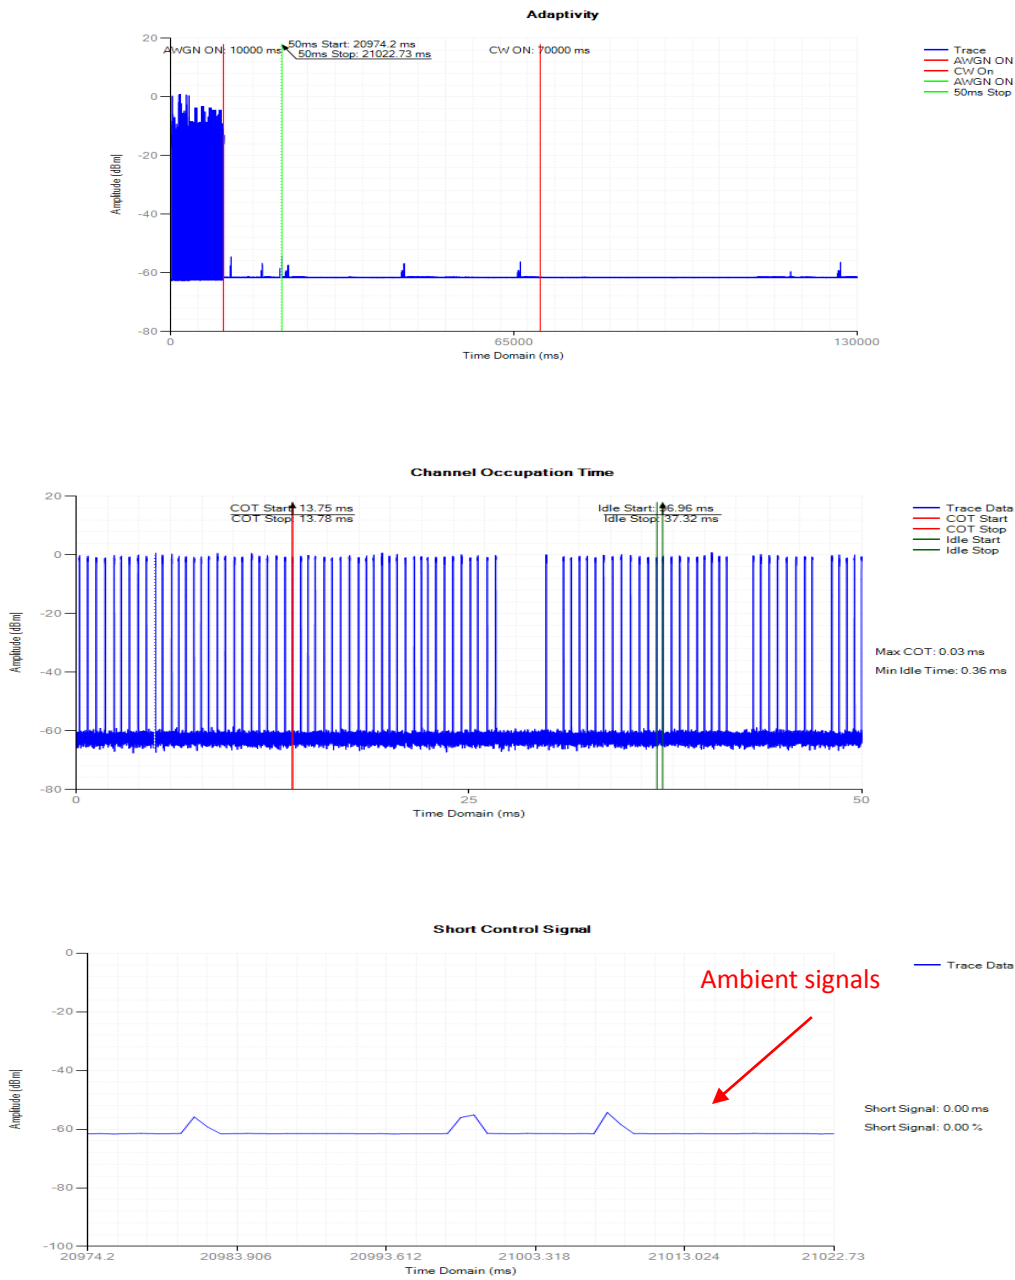 Adaptivity
20
0
-20
-40
-60
-80
Amplitude (dBm)
AWGN ON: 10000 ms
50ms Start: 20974.2 ms
50ms Stop: 21022.73 ms
CW ON: 70000 ms
Trace
AWGN ON
CW On
AWGN ON
50ms Stop
0
65000
130000
Time Domain (ms)
Channel Occupation Time
20
0
-20
-40
-60
-80
Amplitude (dBm)
COT Start: 13.75 ms
COT Stop: 13.78 ms
Idle Start: 36.96 ms
Idle Stop: 37.32 ms
Trace Data
COT Start
COT Stop
Idle Start
Idle Stop
Max COT: 0.03 ms
Min Idle Time: 0.36 ms
0
25
50
Time Domain (ms)
Short Control Signal
0
-20
-40
-60
-80
-100
Amplitude (dBm)
Trace Data
Ambient signals
Short Signal: 0.00 ms
Short Signal: 0.00 %
20974.2
20983.906
20993.612
21003.318
21013.024
21022.73
Time Domain (ms)